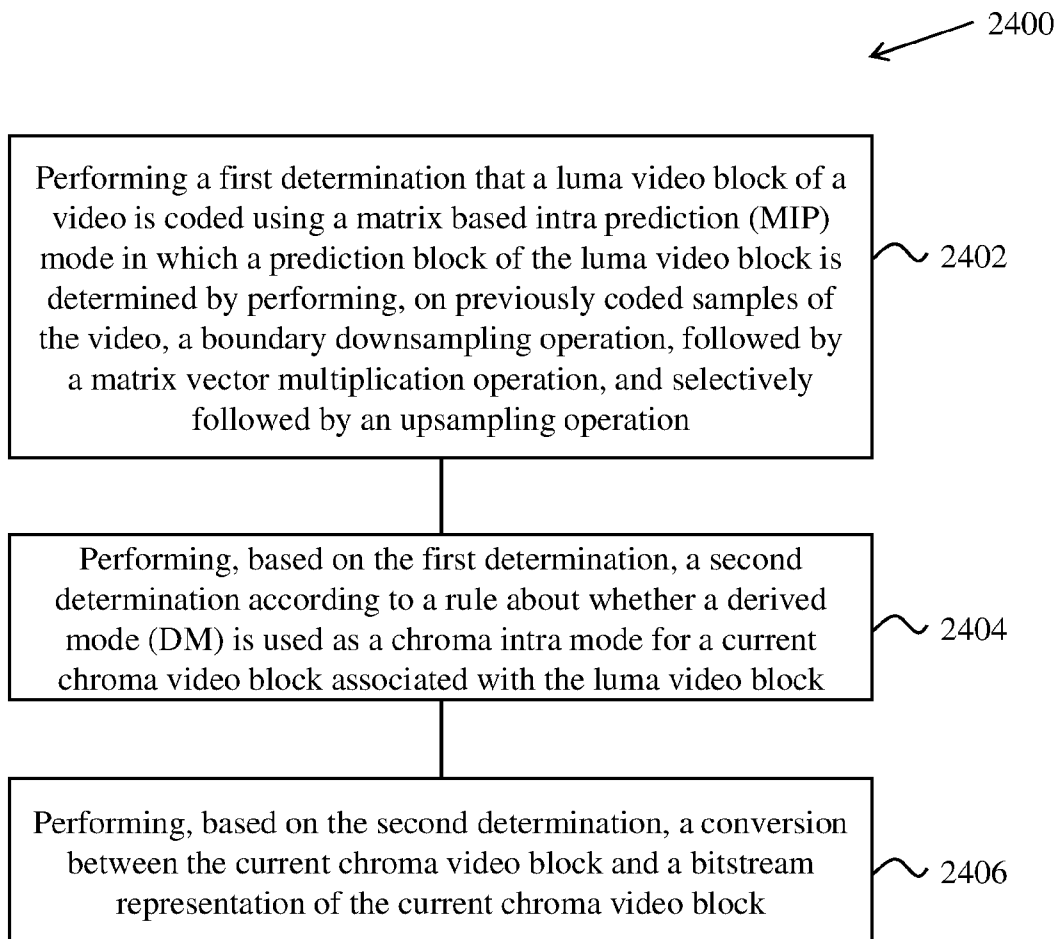 2400
Performing a first determination that a luma video block of a
video is coded using a matrix based intra prediction (MIP)
mode in which a prediction block of the luma video block is
determined by performing, on previously coded samples of
the video, a boundary downsampling operation, followed by
a matrix vector multiplication operation, and selectively
followed by an upsampling operation
2402
Performing, based on the first determination, a second
determination according to a rule about whether a derived
mode (DM) is used as a chroma intra mode for a current
chroma video block associated with the luma video block
2404
Performing, based on the second determination, a conversion
between the current chroma video block and a bitstream
representation of the current chroma video block
2406